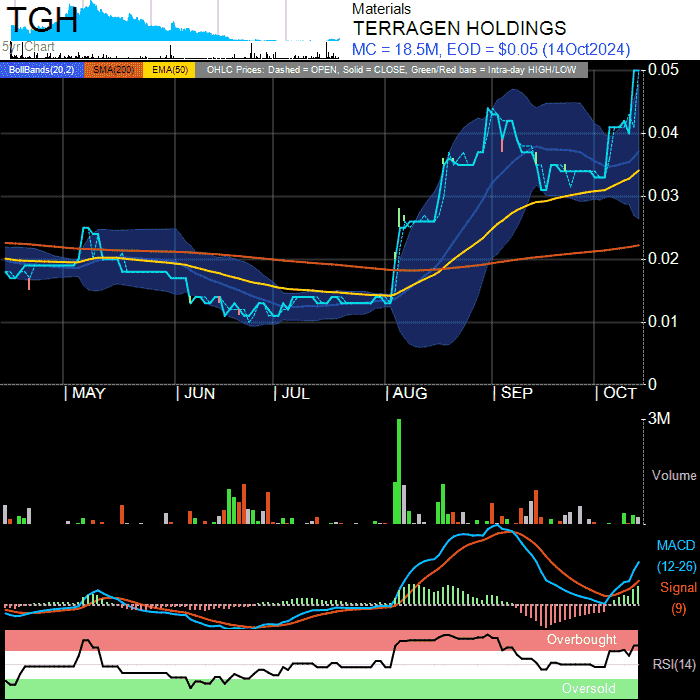 TGH
5yr Chart
Materials
TERRAGEN HOLDINGS
MC = 18.5M, EOD = $0.05 (14Oct2024)
BollBands(20,2) SMA(200) EMA(50) OHLC Prices: Dashed = OPEN, Solid = CLOSE, Green/Red bars = Intra-day HIGH/LOW
0.05
0.04
0.03
0.02
0.01
0
| MAY | JUN | JUL | AUG | SEP | OCT
3M
Volume
MACD
(12-26)
Signal
(9)
Overbought
RSI(14)
Oversold